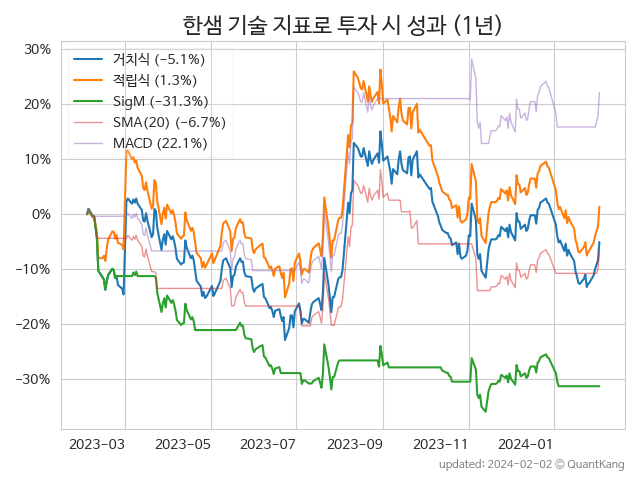 한샘 기술 지표로 투자 시 성과 (1년)
30%
20%
10%
0%
−10%
−20%
−30%
거치식 (−5.1%)
적립식 (1.3%)
SigM (−31.3%)
SMA(20) (−6.7%)
MACD (22.1%)
2023-03
2023-05
2023-07
2023-09
2023-11
2024-01
updated: 2024-02-02 © QuantKang